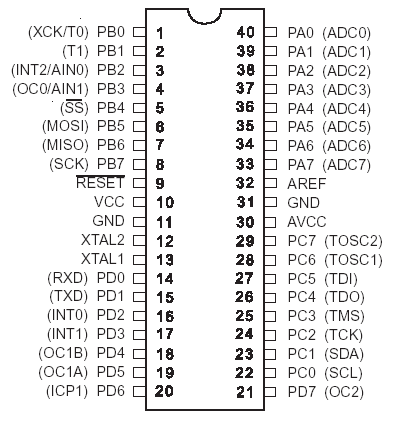 (XCK/T0) PB0 1 40 PA0 (ADC0)
(T1) PB1 2 39 PA1 (ADC1)
(INT2/AIN0) PB2 3 38 PA2 (ADC2)
(OC0/AIN1) PB3 4 37 PA3 (ADC3)
(SS) PB4 5 36 PA4 (ADC4)
(MOSI) PB5 6 35 PA5 (ADC5)
(MISO) PB6 7 34 PA6 (ADC6)
(SCK) PB7 8 33 PA7 (ADC7)
RESET 9 32 AREF
VCC 10 31 GND
GND 11 30 AVCC
XTAL2 12 29 PC7 (TOSC2)
XTAL1 13 28 PC6 (TOSC1)
(RXD) PD0 14 27 PC5 (TDI)
(TXD) PD1 15 26 PC4 (TDO)
(INT0) PD2 16 25 PC3 (TMS)
(INT1) PD3 17 24 PC2 (TCK)
(OC1B) PD4 18 23 PC1 (SDA)
(OC1A) PD5 19 22 PC0 (SCL)
(ICP1) PD6 20 21 PD7 (OC2)